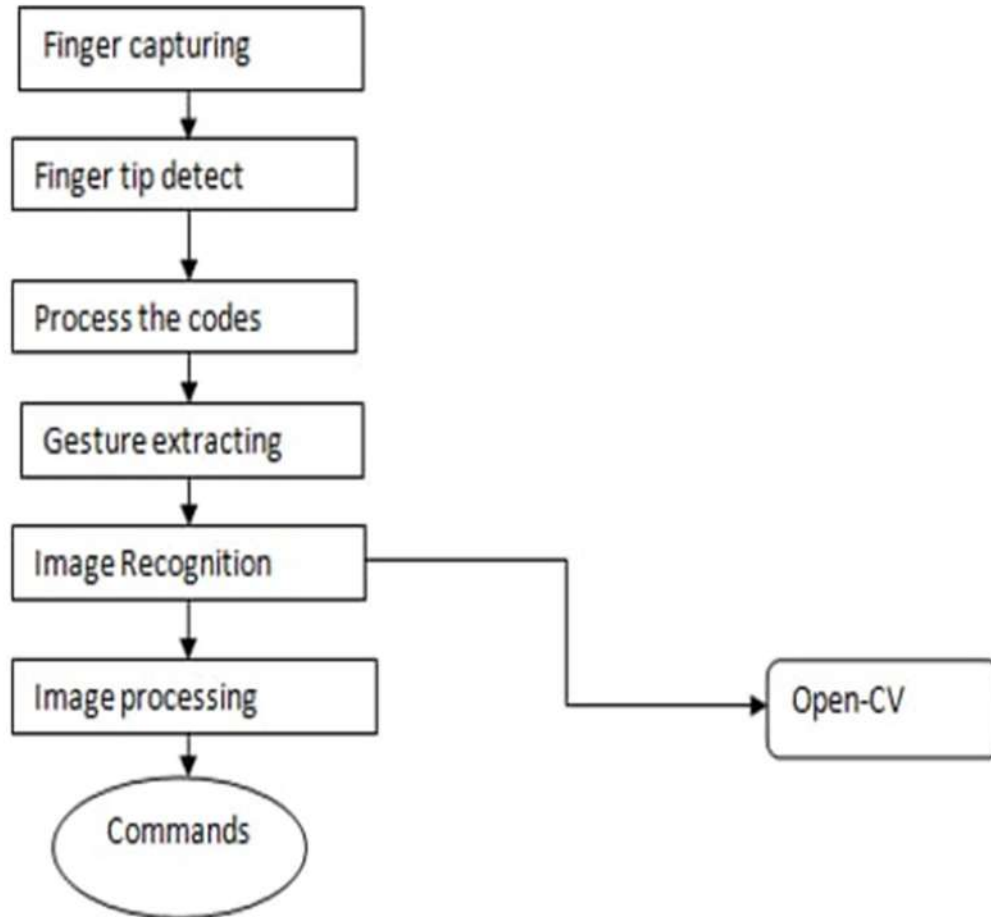 Finger capturing
Finger tip detect
Process the codes
Gesture extracting
Image Recognition
Image processing
Open-CV
Commands